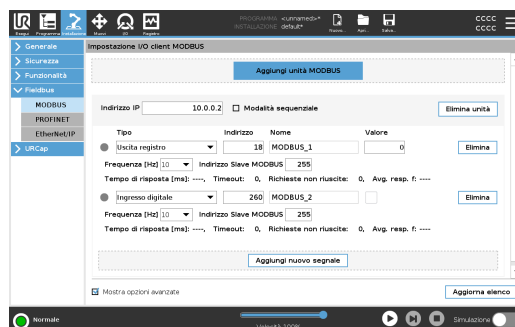 PROGRAMMA <unnamed>*
INSTALLAZIONE default*
CCCC
CCCC
Esegui Programma Installazione Muovi I/O Registro Nuovo... Apri... Salva...
Generale
Sicurezza
Funzionalità
Fieldbus
MODBUS
PROFINET
EtherNet/IP
URCap
Impostazione I/O client MODBUS
Aggiungi unità MODBUS
Indirizzo IP 10.0.0.2 Modalità sequenziale Elimina unità
Tipo Indirizzo Nome Valore
Uscita registro 18 MODBUS_1 0 Elimina
Frequenza [Hz] 10 Indirizzo Slave MODBUS 255
Tempo di risposta [ms]: ----, Timeout: 0, Richieste non riuscite: 0, Avg. resp. f: ----
Ingresso digitale 260 MODBUS_2 Elimina
Frequenza [Hz] 10 Indirizzo Slave MODBUS 255
Tempo di risposta [ms]: ----, Timeout: 0, Richieste non riuscite: 0, Avg. resp. f: ----
Aggiungi nuovo segnale
Mostra opzioni avanzate Aggiorna elenco
Normale Velocità 100% Simulazione